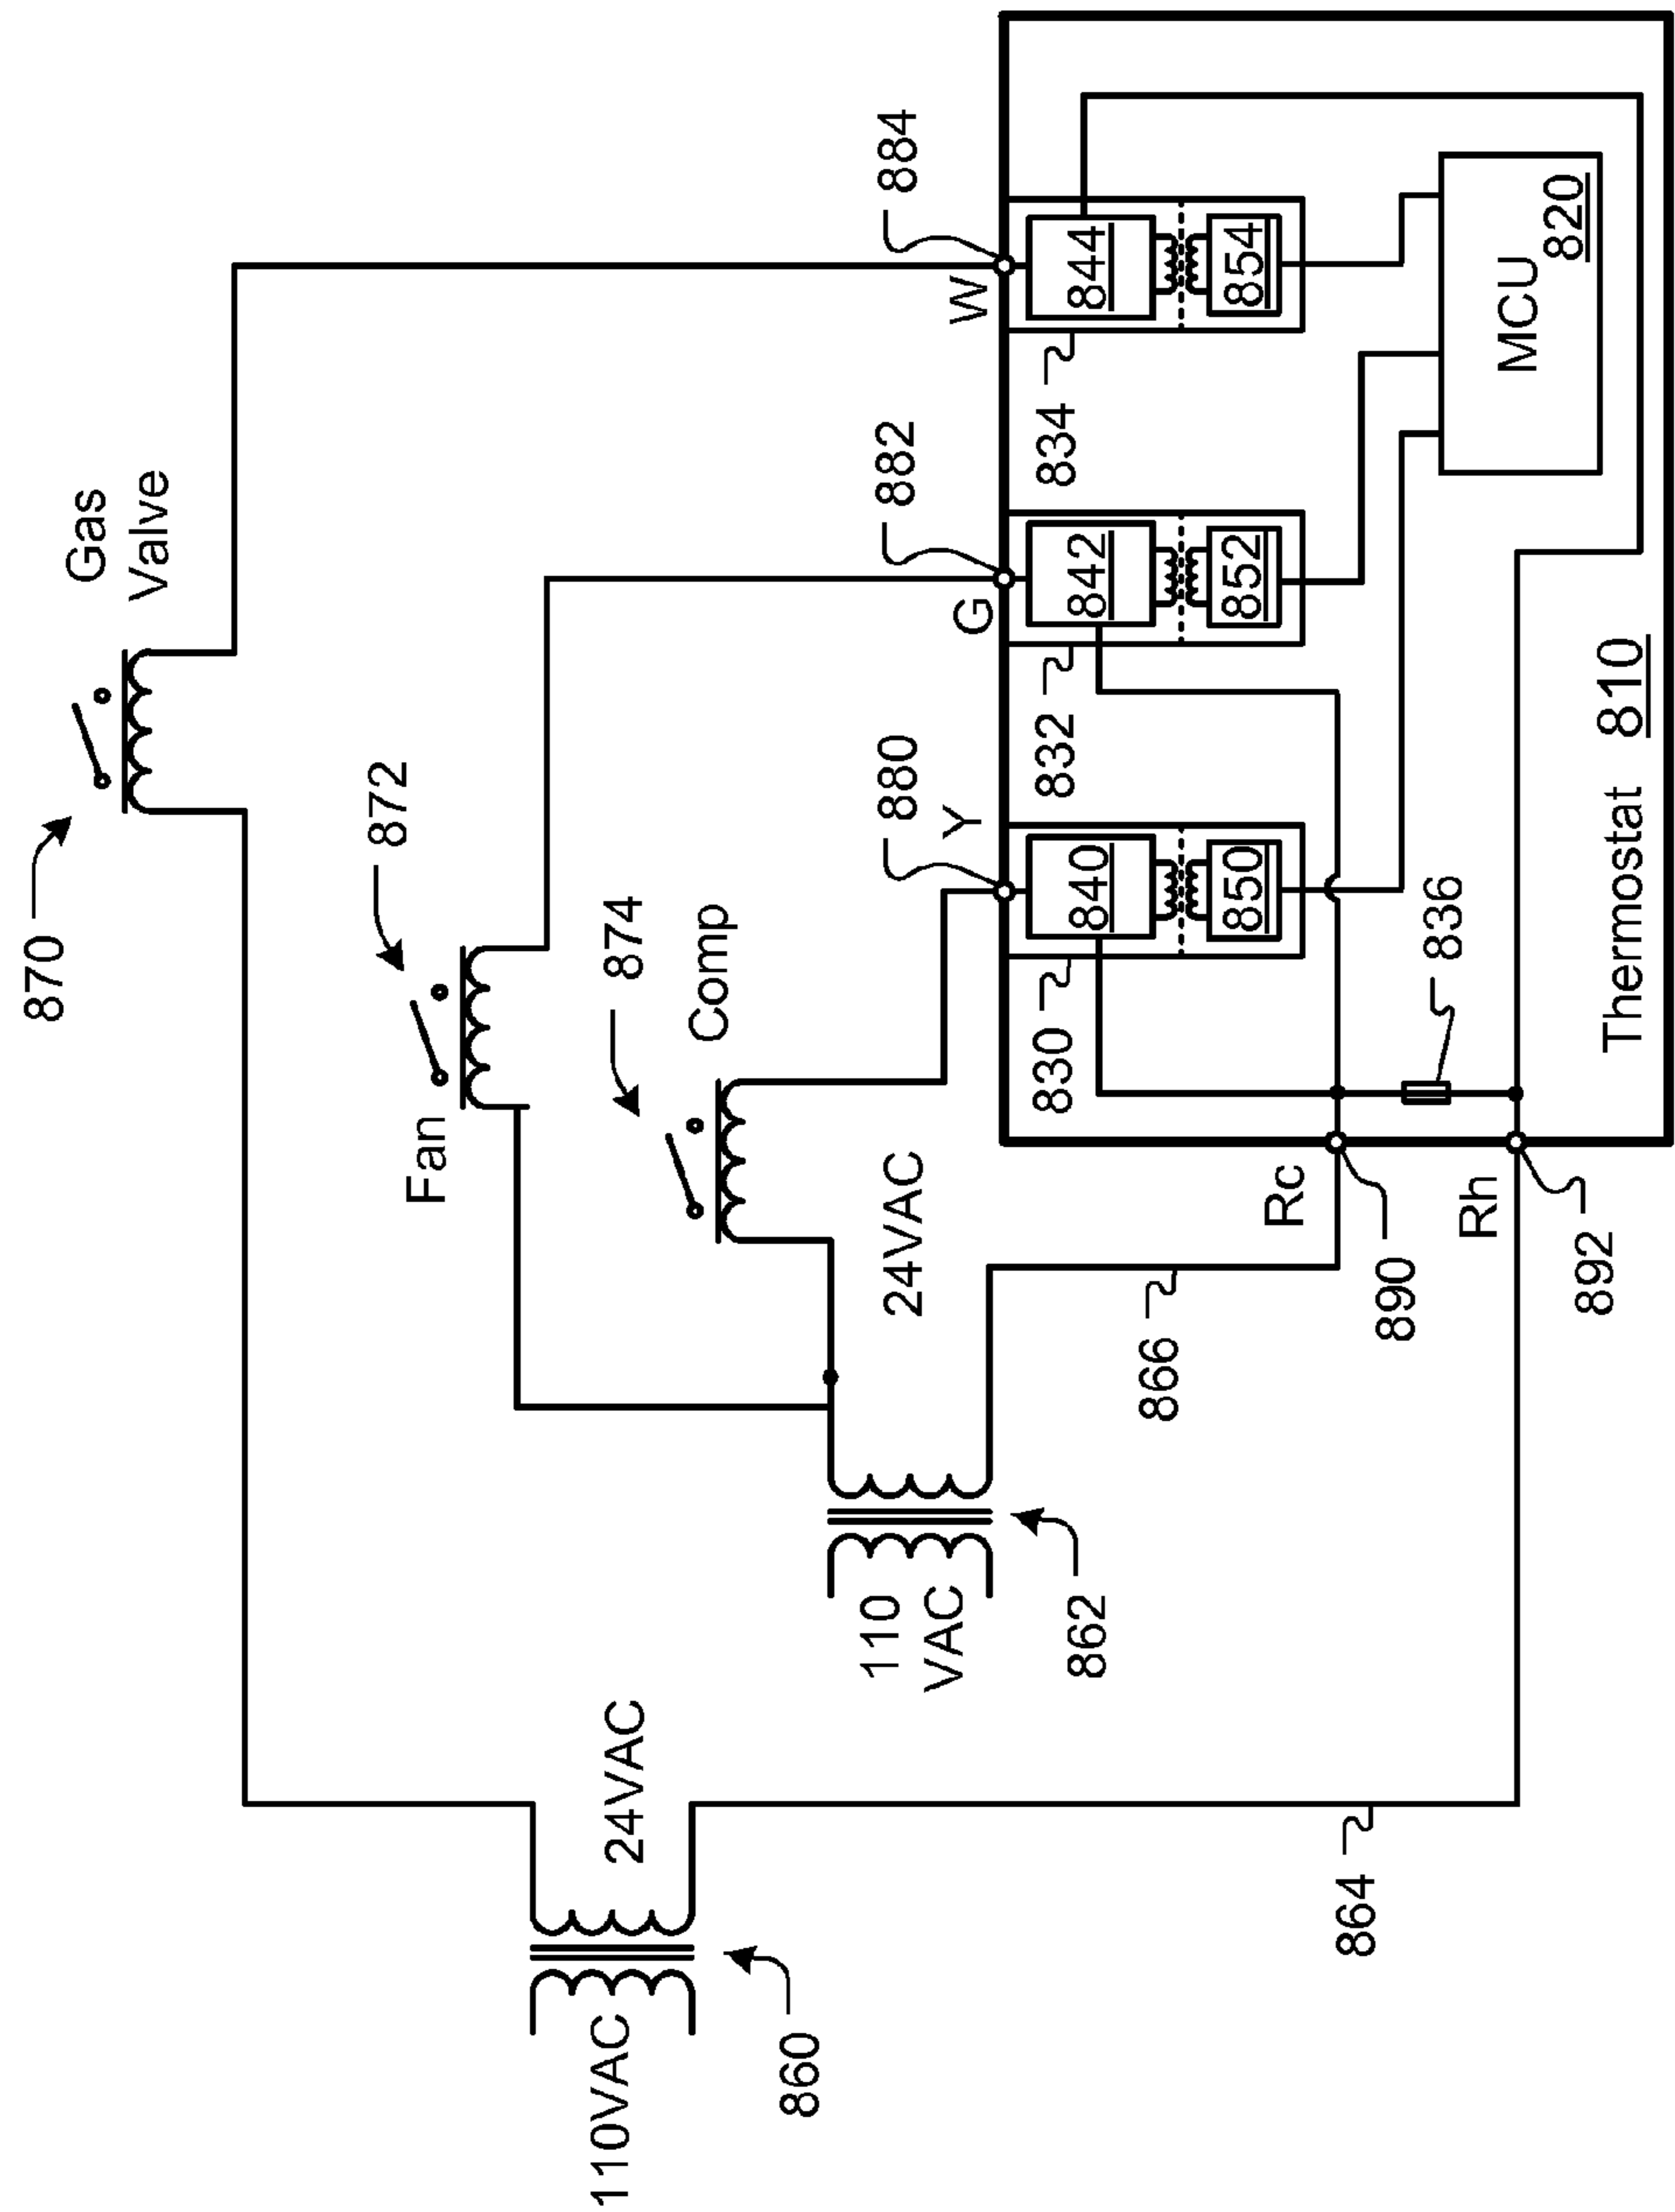 870
Gas
Valve
872
Fan
874
Comp
110VAC
24VAC
860
110
VAC
24VAC
862
864
866
Rc
890
Rh
892
Y
880
G
882
W
884
830
840
850
832
842
852
834
844
854
836
MCU
820
Thermostat 810